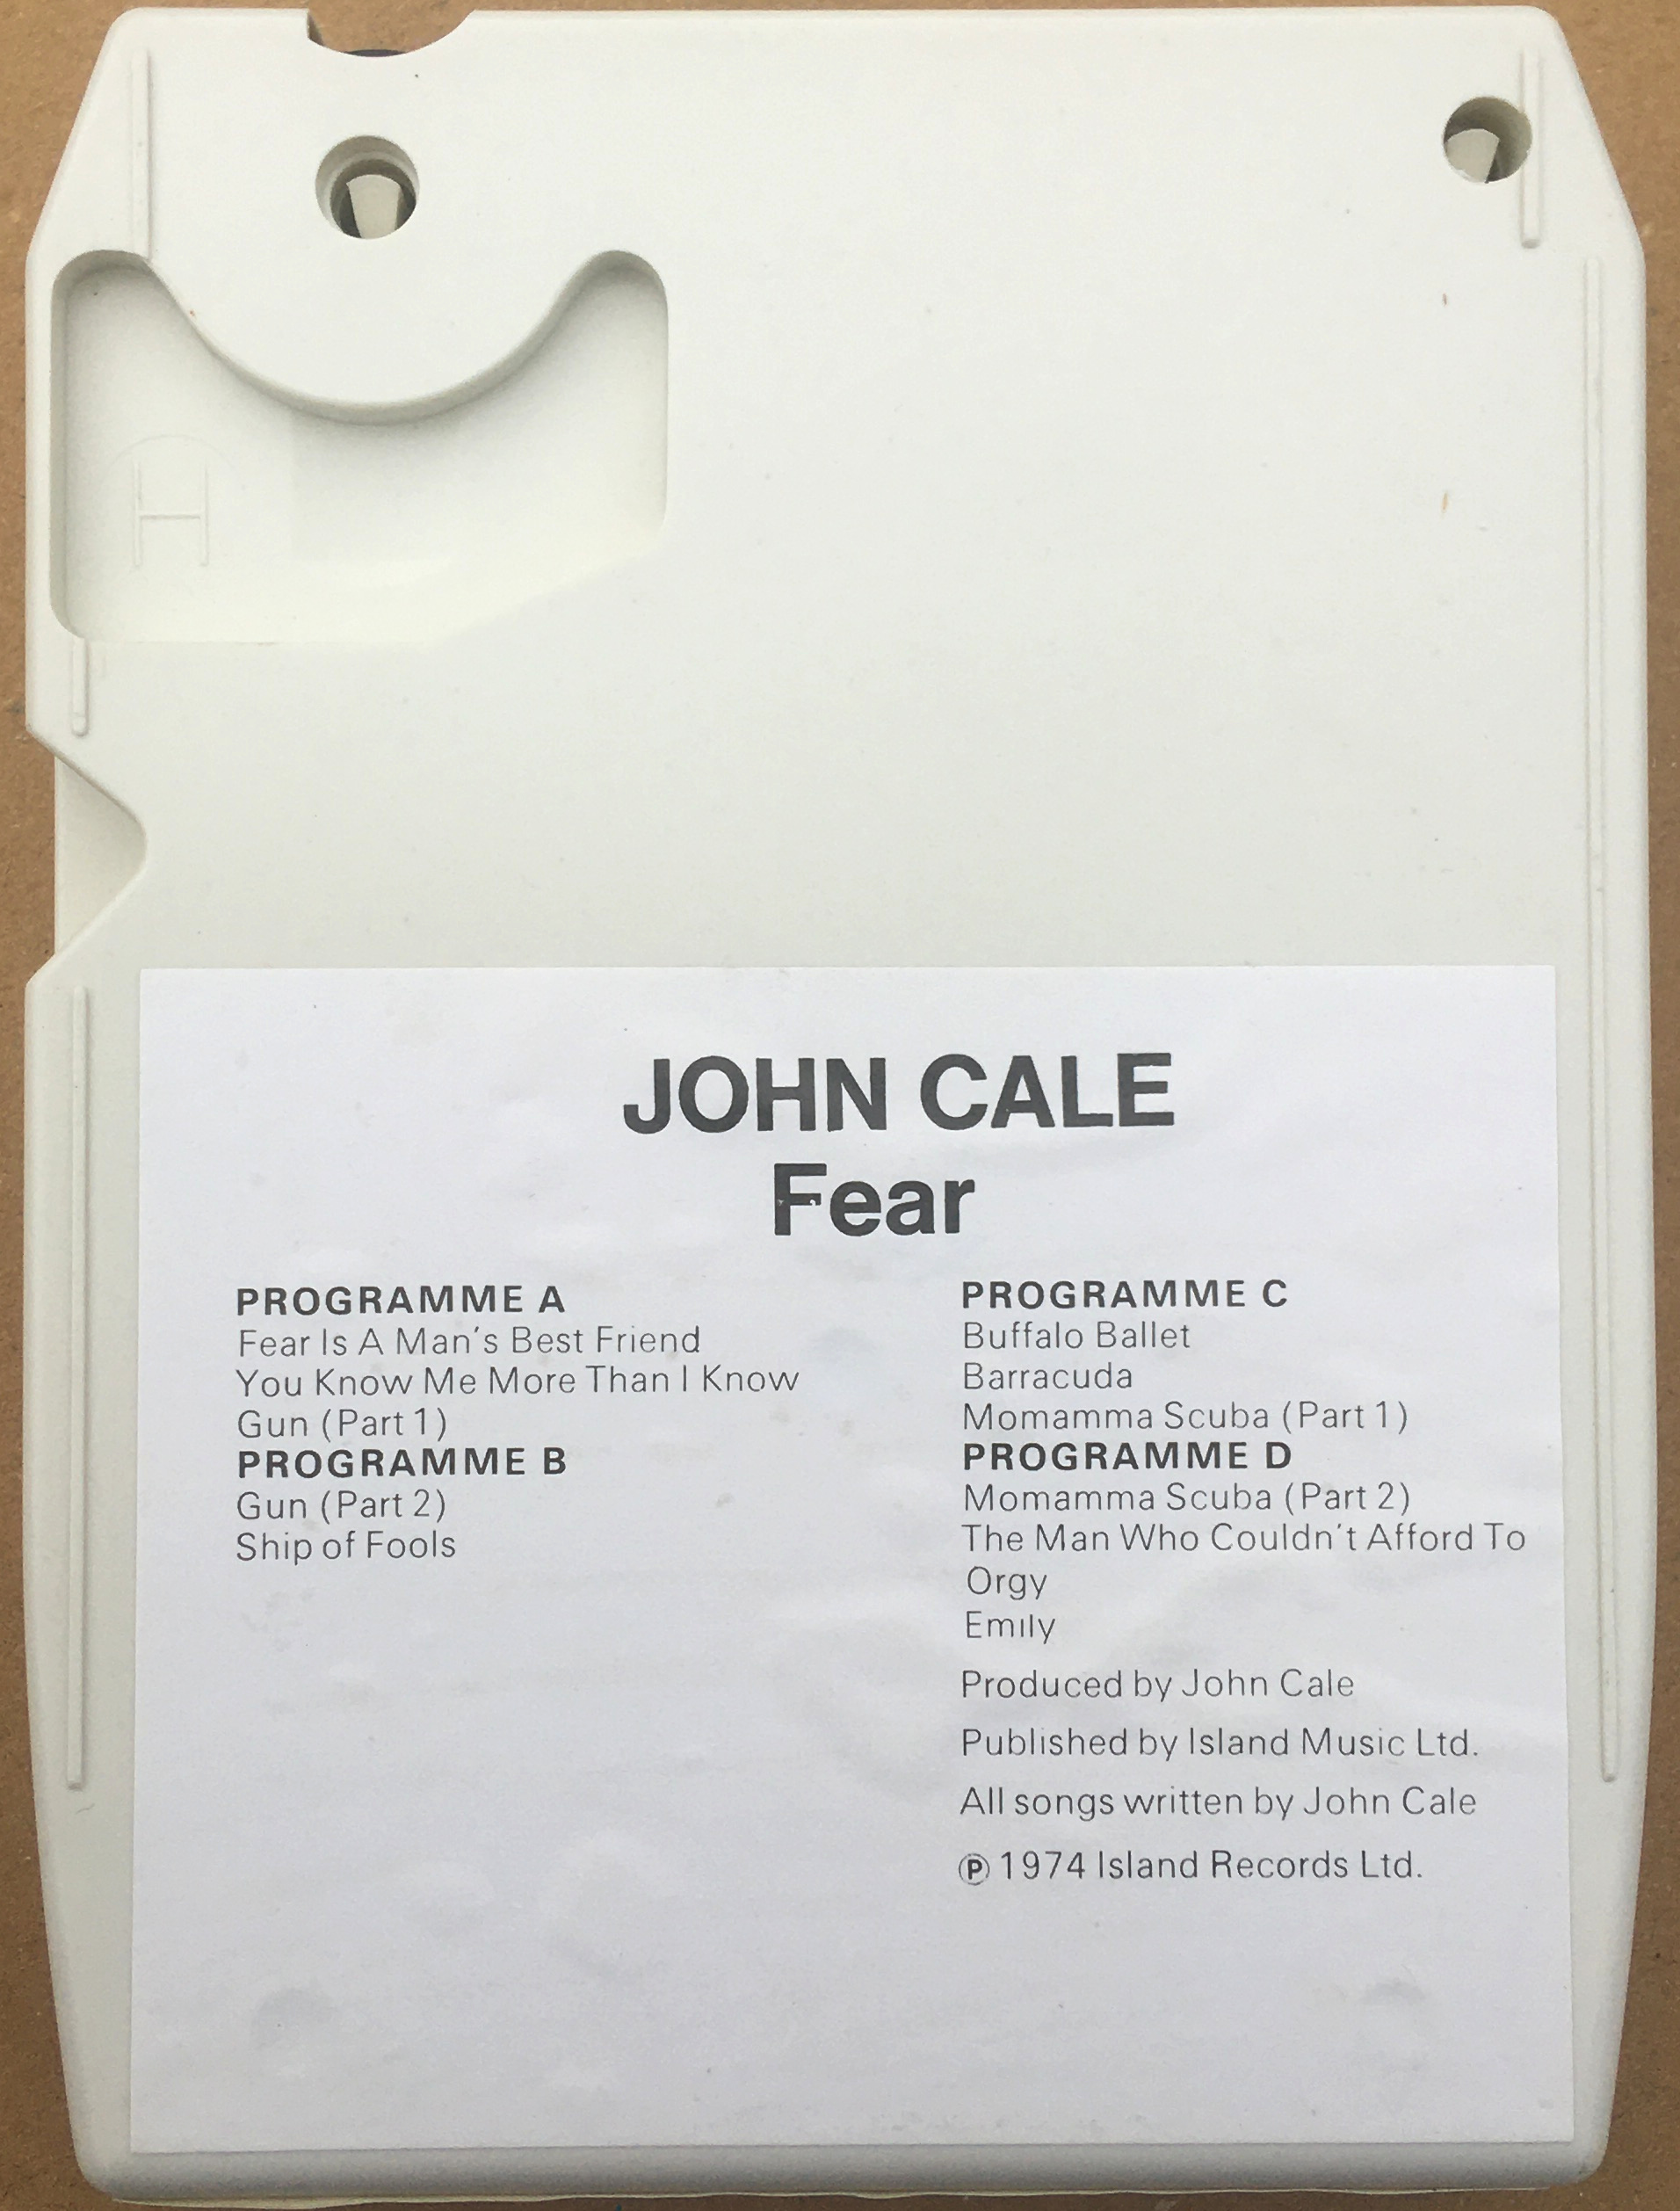 H
JOHN CALE
Fear
PROGRAMME A
Fear Is A Man's Best Friend
You Know Me More Than I Know
Gun (Part 1)
PROGRAMME B
Gun (Part 2)
Ship of Fools
PROGRAMME C
Buffalo Ballet
Barracuda
Momamma Scuba (Part 1)
PROGRAMME D
Momamma Scuba (Part 2)
The Man Who Couldn't Afford To
Orgy
Emily
Produced by John Cale
Published by Island Music Ltd.
All songs written by John Cale
℗ 1974 Island Records Ltd.